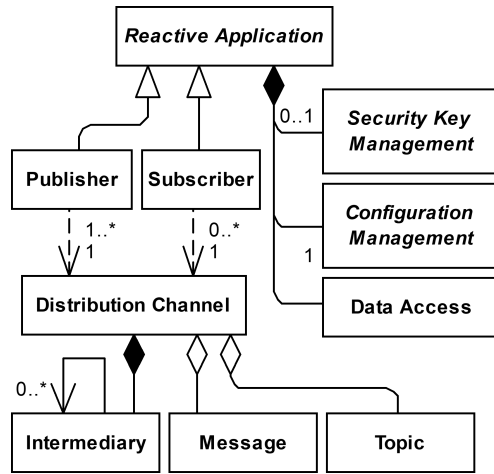 Reactive Application
0..1
Security Key
Management
Publisher
Subscriber
Configuration
Management
1..*
1
0..*
1
1
Distribution Channel
Data Access
0..*
Intermediary
Message
Topic